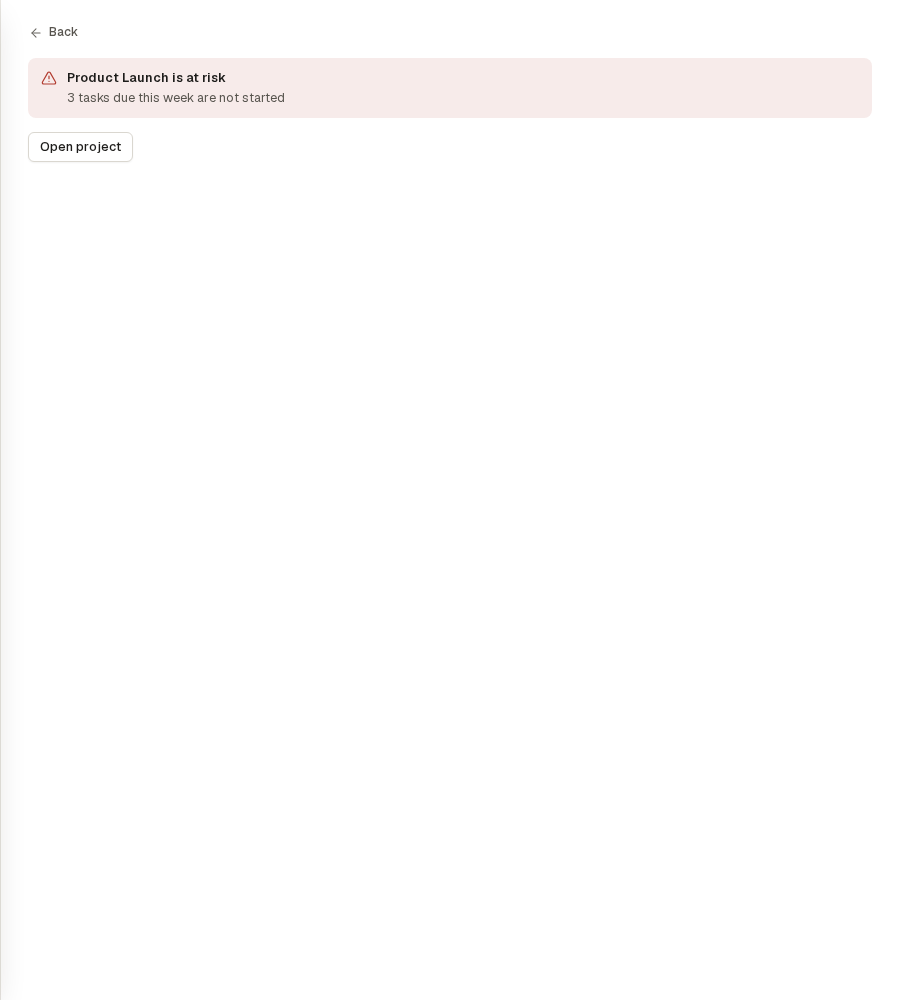 Back
Product Launch is at risk
3 tasks due this week are not started
Open project